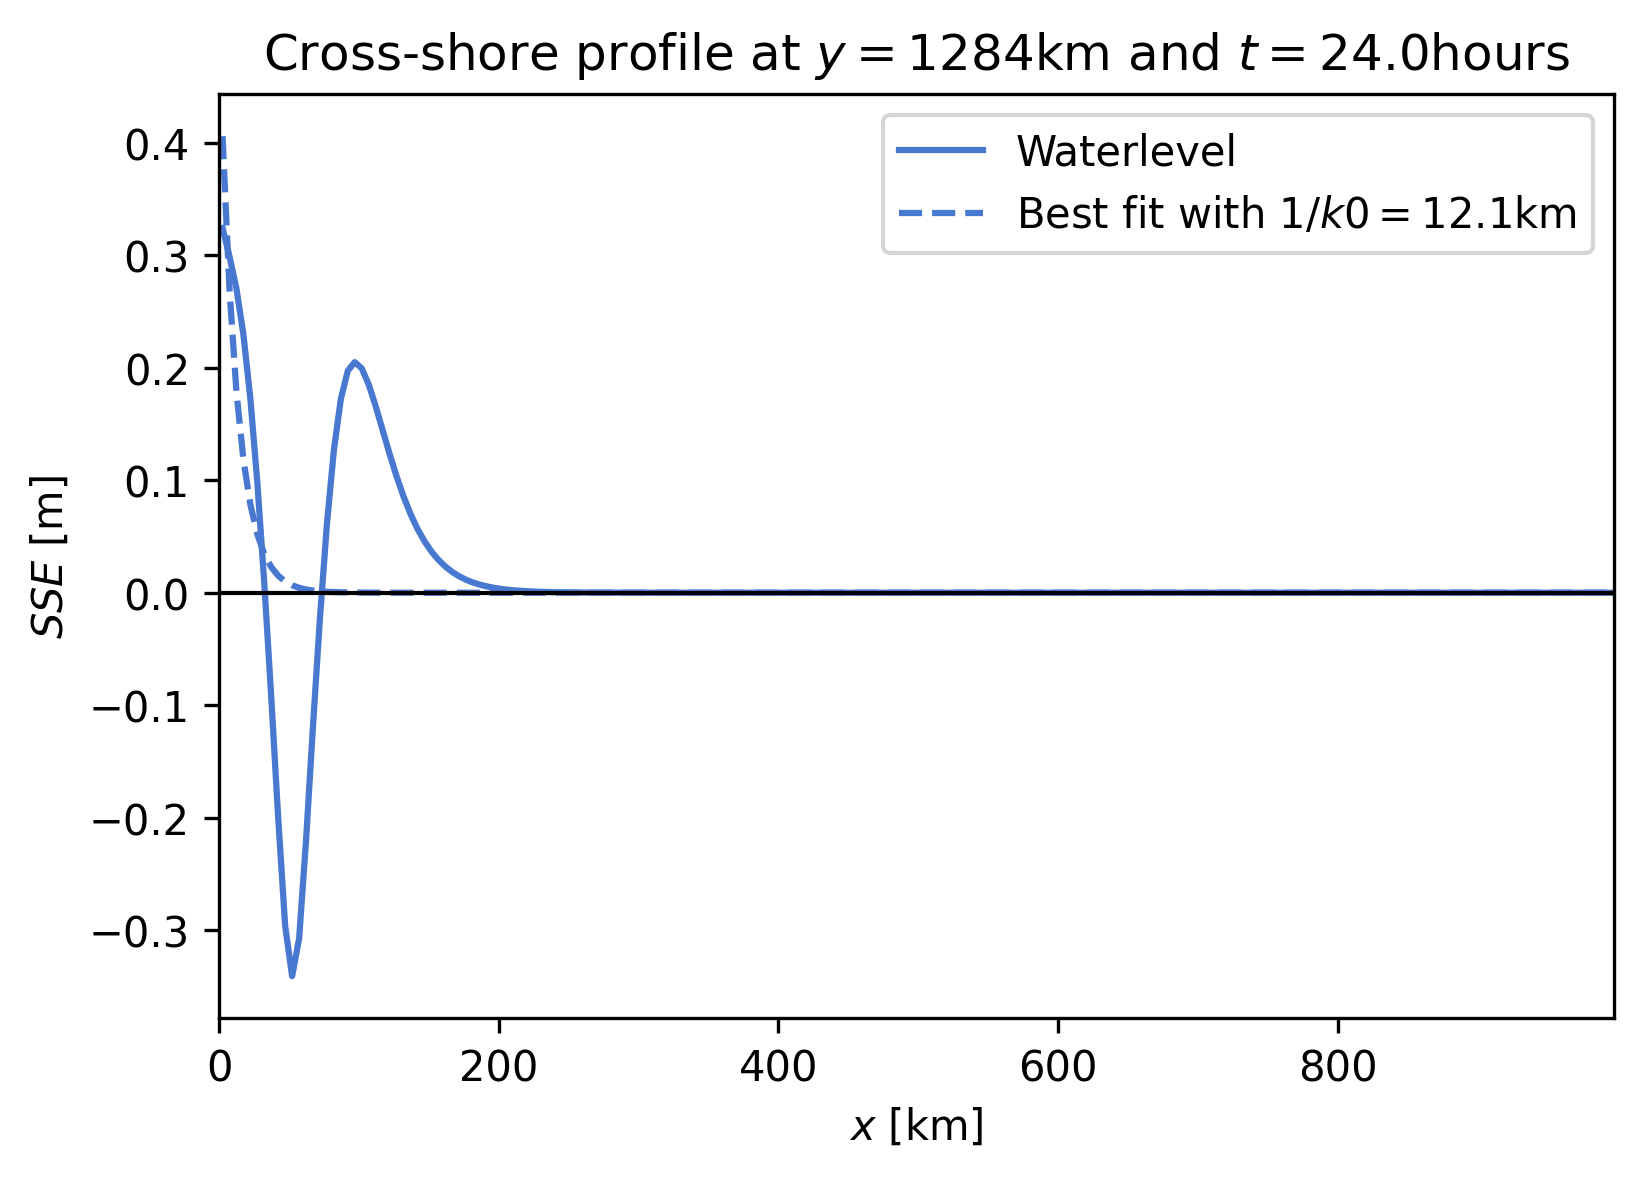 Cross-shore profile at y = 1284km and t = 24.0hours
Waterlevel
Best fit with 1/k0 = 12.1km
SSE [m]
0.4
0.3
0.2
0.1
0.0
−0.1
−0.2
−0.3
0 200 400 600 800
x [km]